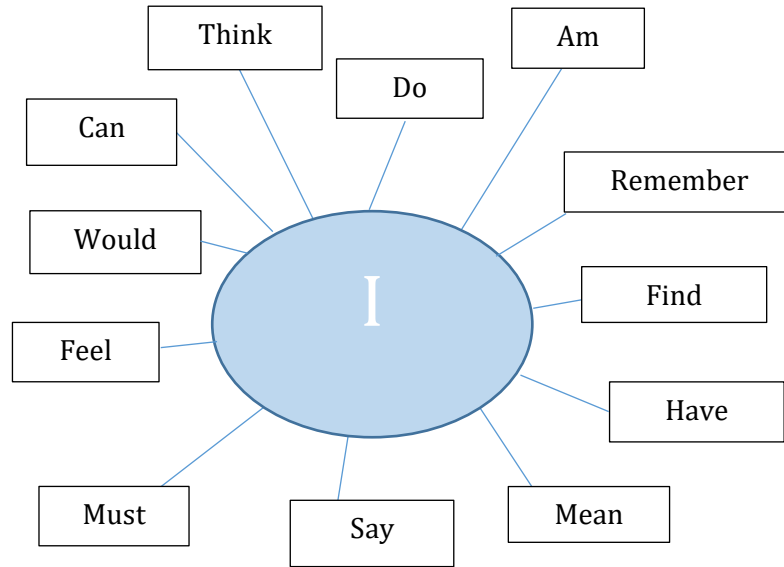 Think
Am
Do
Can
Remember
Would
I
Find
Feel
Have
Must
Say
Mean